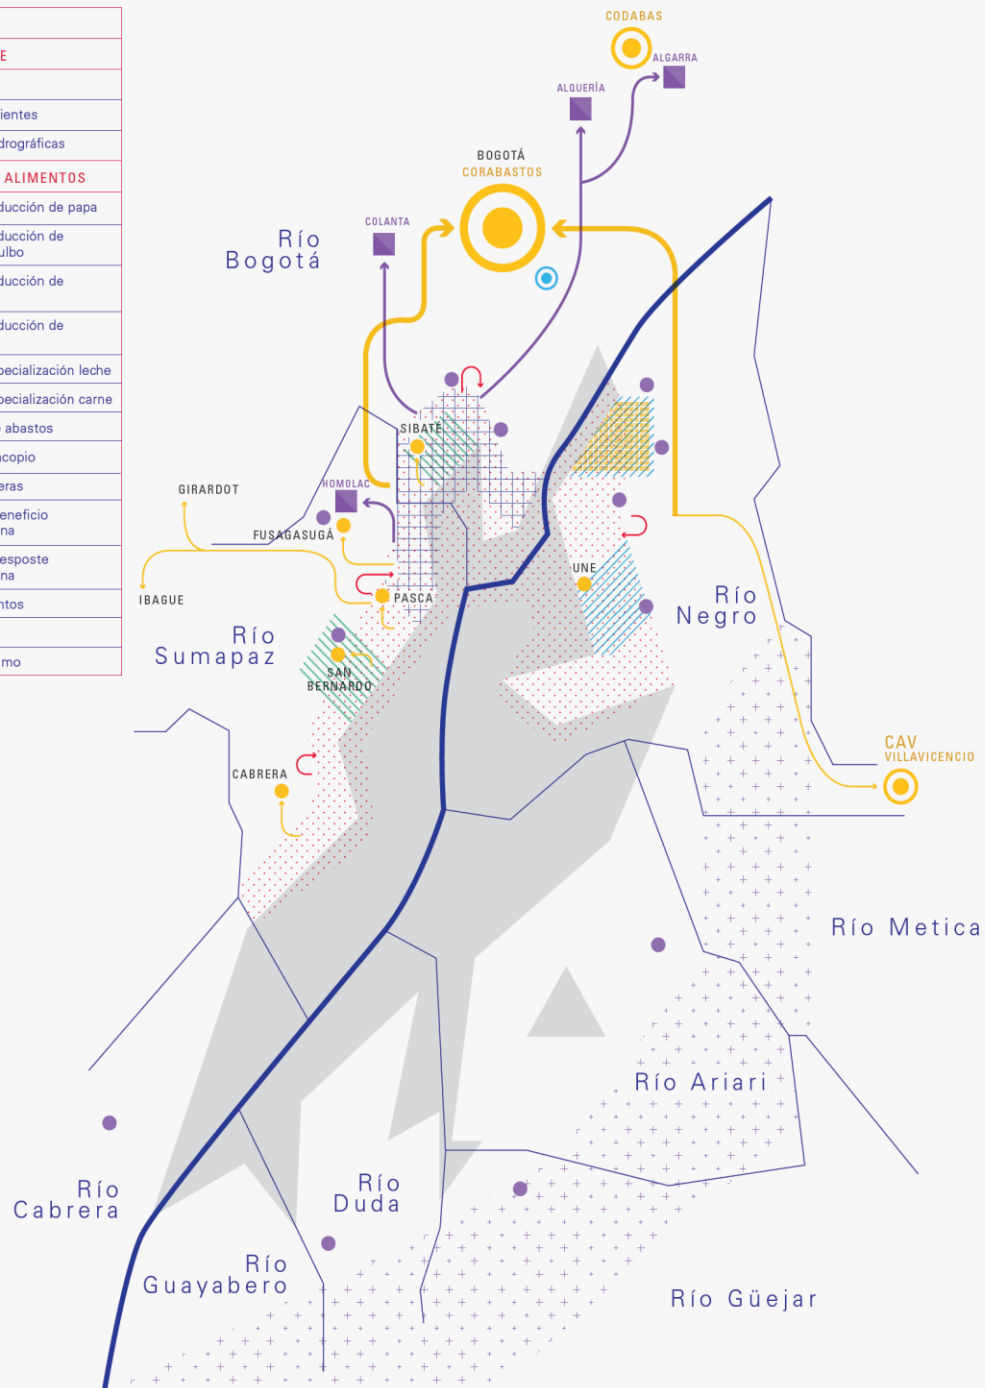 E
ientes
drográficas
ALIMENTOS
ducción de papa
ducción de
ulbo
ducción de
ducción de
pecialización leche
pecialización carne
abastos
acopio
eras
eneficio
na
esposte
na
ntos
mo
CODABAS
ALGARRA
ALQUERÍA
BOGOTÁ
CORABASTOS
COLANTA
Río
Bogotá
SIBATÉ
HOMOLAC
GIRARDOT
FUSAGASUGÁ
UNE
IBAGUE
PASCA
Río
Negro
Río
Sumapaz
SAN
BERNARDO
CABRERA
CAV
VILLAVICENCIO
Río Metica
Río Ariari
Río
Cabrera
Río
Duda
Río
Guayabero
Río Güejar